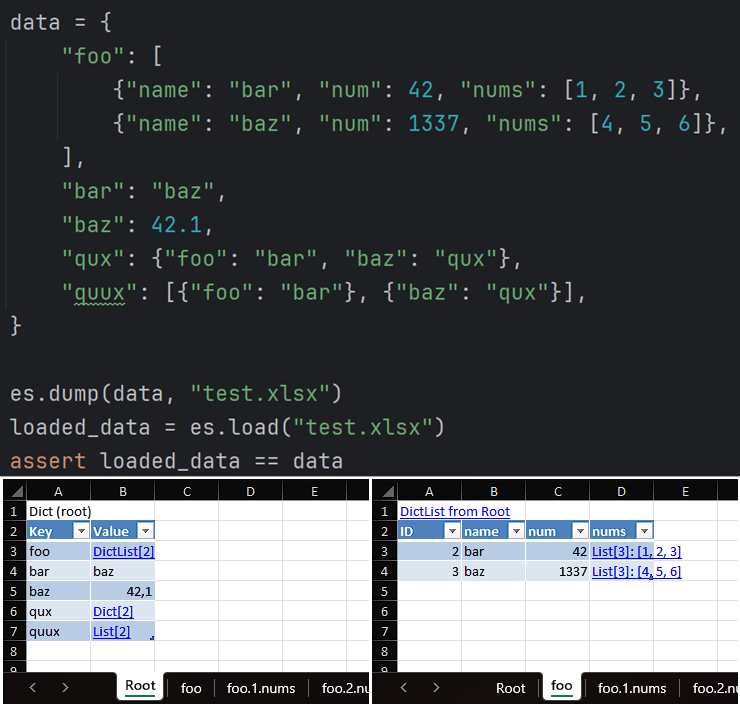 data = {
"foo": [
{"name": "bar", "num": 42, "nums": [1, 2, 3]},
{"name": "baz", "num": 1337, "nums": [4, 5, 6]},
],
"bar": "baz",
"baz": 42.1,
"qux": {"foo": "bar", "baz": "qux"},
"quux": [{"foo": "bar"}, {"baz": "qux"}],
}
es.dump(data, "test.xlsx")
loaded_data = es.load("test.xlsx")
assert loaded_data == data
A B C D E
1 Dict (root)
2 Key Value
3 foo DictList[2]
4 bar baz
5 baz 42,1
6 qux Dict[2]
7 quux List[2]
8
9
Root foo foo.1.nums foo.2.nu
A B C D E
1 DictList from Root
2 ID name num nums
3 2 bar 42 List[3]: [1, 2, 3]
4 3 baz 1337 List[3]: [4, 5, 6]
5
6
7
8
9
Root foo foo.1.nums foo.2.nu